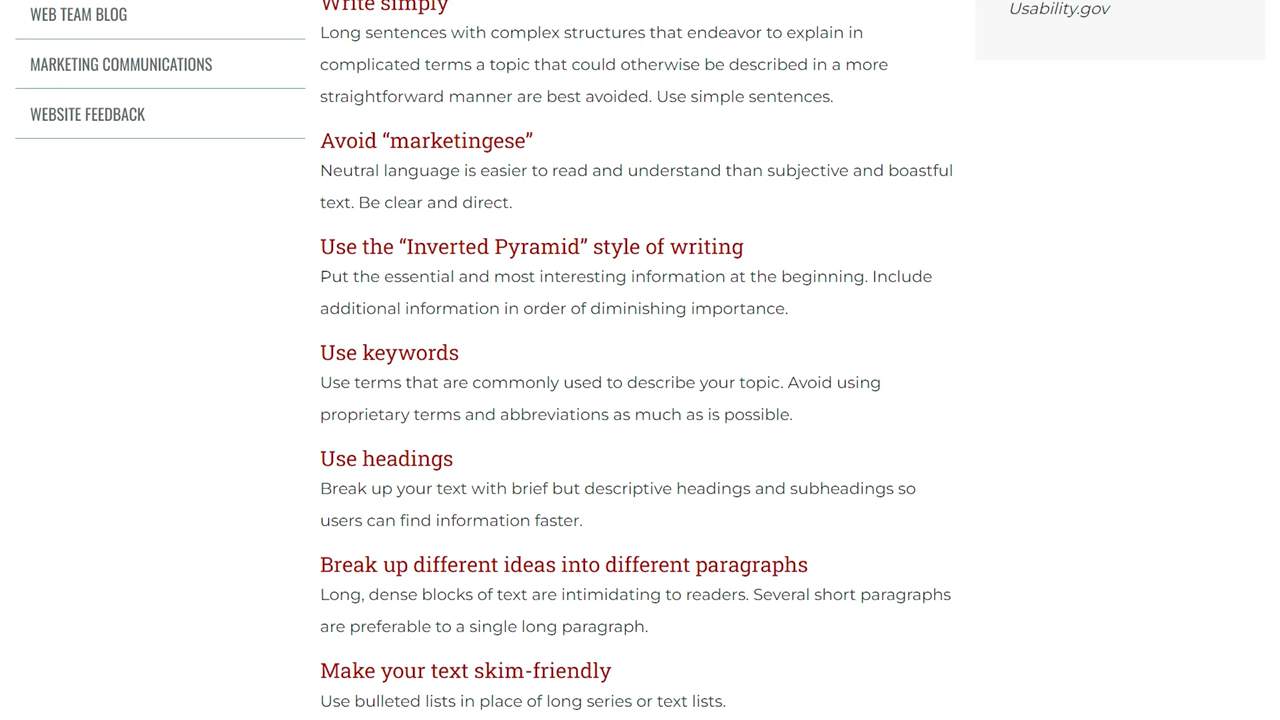 WEB TEAM BLOG
MARKETING COMMUNICATIONS
WEBSITE FEEDBACK
Write simply
Long sentences with complex structures that endeavor to explain in
complicated terms a topic that could otherwise be described in a more
straightforward manner are best avoided. Use simple sentences.
Avoid “marketingese”
Neutral language is easier to read and understand than subjective and boastful
text. Be clear and direct.
Use the “Inverted Pyramid” style of writing
Put the essential and most interesting information at the beginning. Include
additional information in order of diminishing importance.
Use keywords
Use terms that are commonly used to describe your topic. Avoid using
proprietary terms and abbreviations as much as is possible.
Use headings
Break up your text with brief but descriptive headings and subheadings so
users can find information faster.
Break up different ideas into different paragraphs
Long, dense blocks of text are intimidating to readers. Several short paragraphs
are preferable to a single long paragraph.
Make your text skim-friendly
Use bulleted lists in place of long series or text lists.
Usability.gov